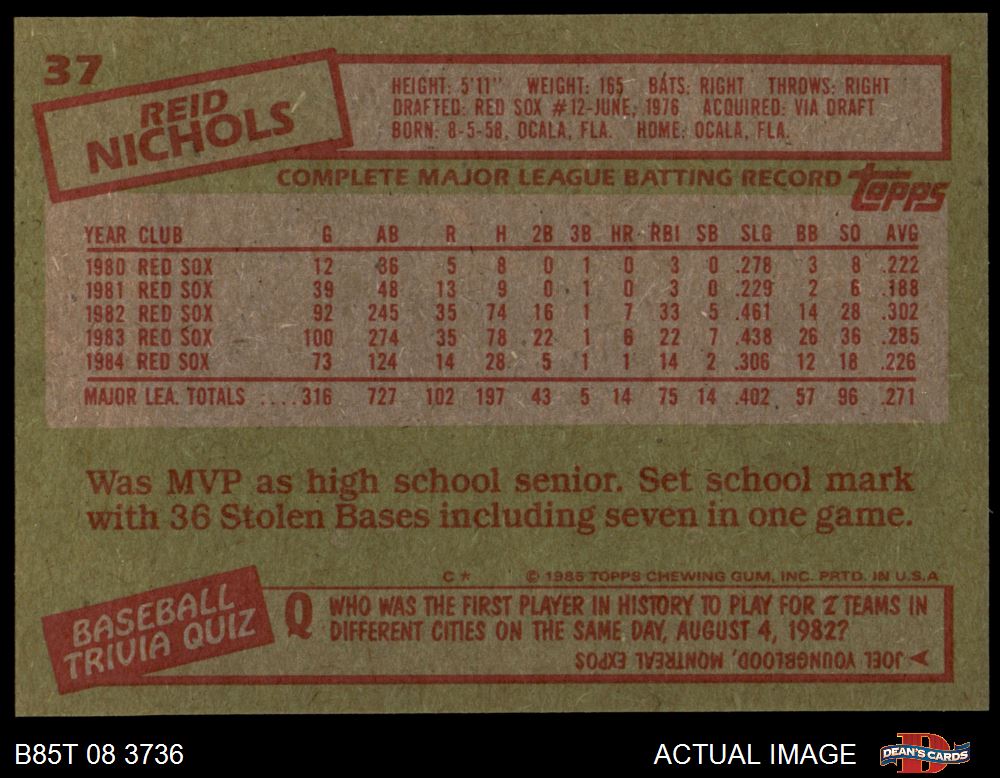 37
REID
NICHOLS
HEIGHT: 5'11" WEIGHT: 165 BATS: RIGHT THROWS: RIGHT
DRAFTED: RED SOX #12-JUNE, 1976 ACQUIRED: VIA DRAFT
BORN: 8-5-58, OCALA, FLA. HOME: OCALA, FLA.
COMPLETE MAJOR LEAGUE BATTING RECORD topps
YEAR CLUB G AB R H 2B 3B HR RBI SB SLG BB SO AVG
1980 RED SOX 12 36 5 8 0 1 0 3 0 .278 3 8 .222
1981 RED SOX 39 48 13 9 0 1 0 3 0 .229 2 6 .188
1982 RED SOX 92 245 35 74 16 1 7 33 5 .461 14 28 .302
1983 RED SOX 100 274 35 78 22 1 6 22 7 .438 26 36 .285
1984 RED SOX 73 124 14 28 5 1 1 14 2 .306 12 18 .226
MAJOR LEA. TOTALS ....316 727 102 197 43 5 14 75 14 .402 57 96 .271
Was MVP as high school senior. Set school mark
with 36 Stolen Bases including seven in one game.
C* © 1985 TOPPS CHEWING GUM, INC. PRTD. IN U.S.A
BASEBALL
TRIVIA QUIZ
Q WHO WAS THE FIRST PLAYER IN HISTORY TO PLAY FOR 2 TEAMS IN
DIFFERENT CITIES ON THE SAME DAY, AUGUST 4, 1982?
JOEL YOUNGBLOOD, MONTREAL EXPOS
B85T 08 3736
ACTUAL IMAGE
D
DEAN'S CARDS